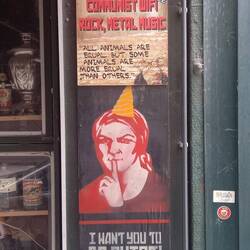 COMMUNIST WIFI
ROCK, METAL MUSIC
"ALL ANIMALS ARE
EQUAL BUT SOME
ANIMALS ARE
MORE EQUAL
THAN OTHERS."
I WANT YOU TO